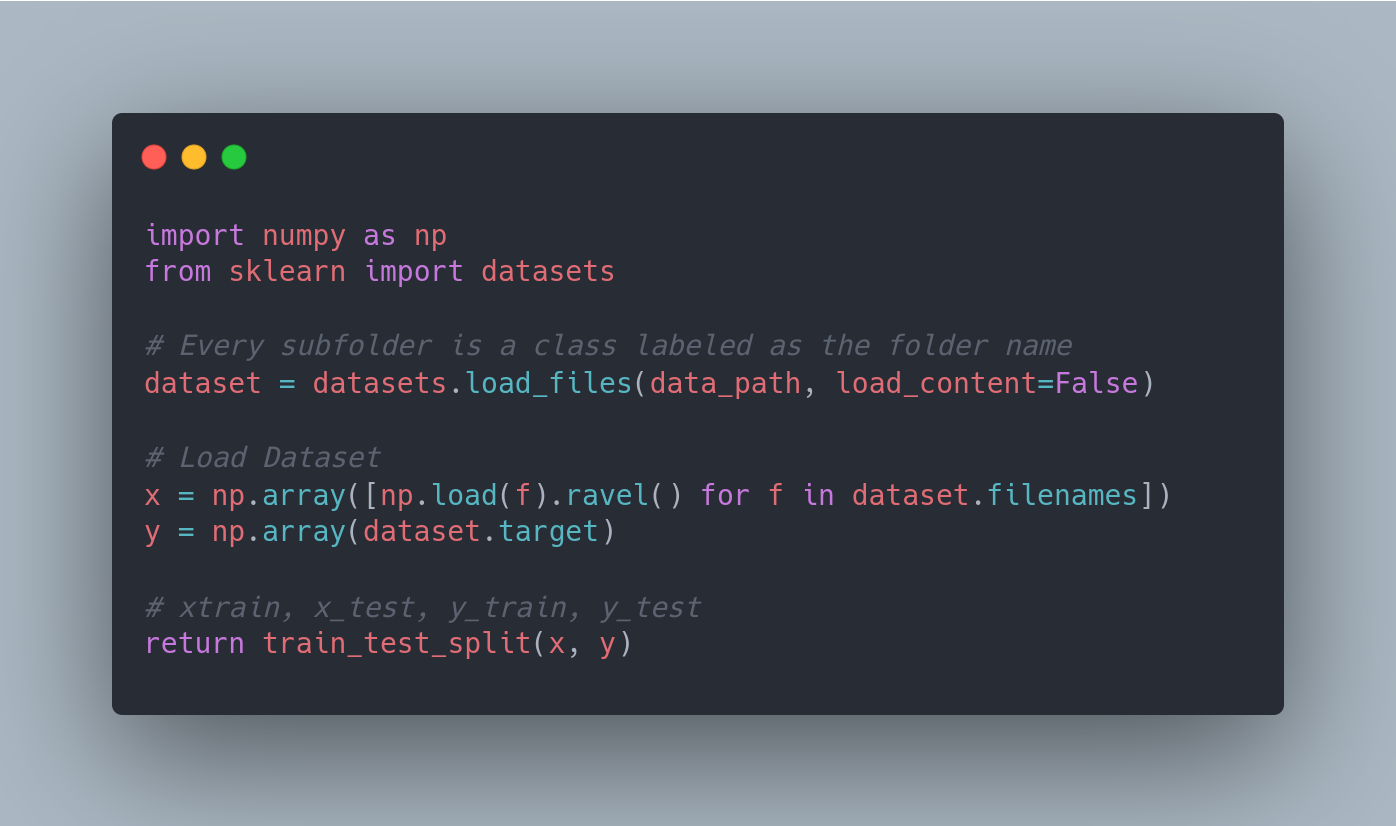 import numpy as np
from sklearn import datasets
# Every subfolder is a class labeled as the folder name
dataset = datasets.load_files(data_path, load_content=False)
# Load Dataset
x = np.array([np.load(f).ravel() for f in dataset.filenames])
y = np.array(dataset.target)
# xtrain, x_test, y_train, y_test
return train_test_split(x, y)